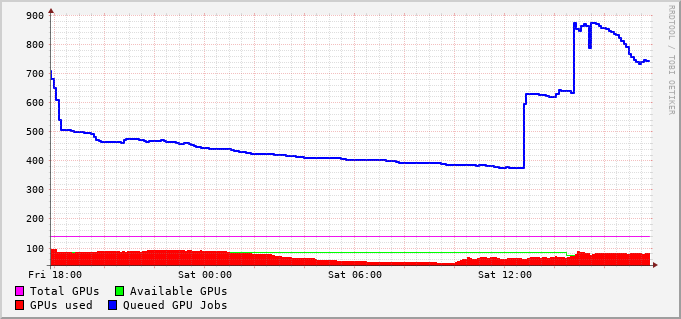 900
800
700
600
500
400
300
200
100
Fri 18:00 Sat 00:00 Sat 06:00 Sat 12:00
Total GPUs Available GPUs
GPUs used Queued GPU Jobs
RRDTOOL / TOBI OETIKER